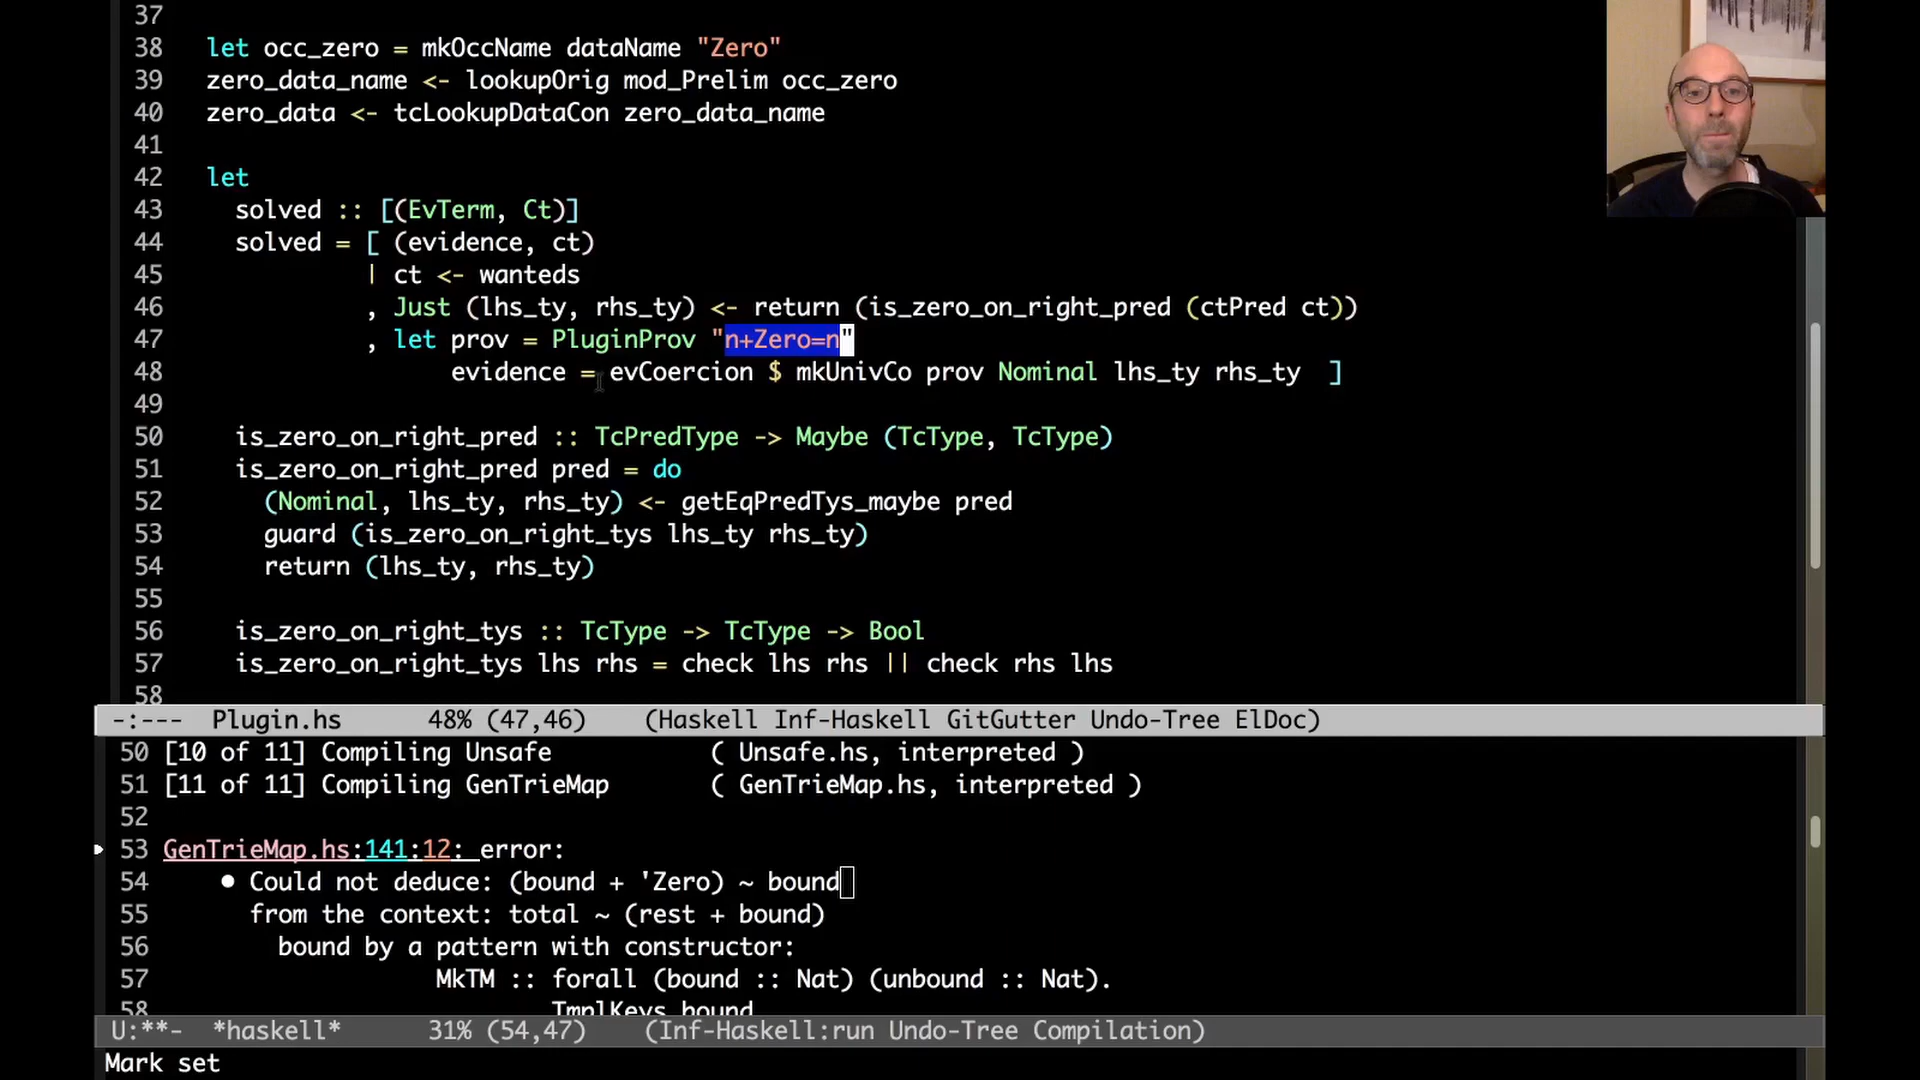 37
38 let occ_zero = mkOccName dataName "Zero"
39 zero_data_name <- lookupOrig mod_Prelim occ_zero
40 zero_data <- tcLookupDataCon zero_data_name
41
42 let
43 solved :: [(EvTerm, Ct)]
44 solved = [ (evidence, ct)
45 | ct <- wanteds
46 , Just (lhs_ty, rhs_ty) <- return (is_zero_on_right_pred (ctPred ct))
47 , let prov = PluginProv "n+Zero=n"
48 evidence = evCoercion $ mkUnivCo prov Nominal lhs_ty rhs_ty ]
49
50 is_zero_on_right_pred :: TcPredType -> Maybe (TcType, TcType)
51 is_zero_on_right_pred pred = do
52 (Nominal, lhs_ty, rhs_ty) <- getEqPredTys_maybe pred
53 guard (is_zero_on_right_tys lhs_ty rhs_ty)
54 return (lhs_ty, rhs_ty)
55
56 is_zero_on_right_tys :: TcType -> TcType -> Bool
57 is_zero_on_right_tys lhs rhs = check lhs rhs || check rhs lhs
58
-:--- Plugin.hs 48% (47,46) (Haskell Inf-Haskell GitGutter Undo-Tree ElDoc)
50 [10 of 11] Compiling Unsafe ( Unsafe.hs, interpreted )
51 [11 of 11] Compiling GenTrieMap ( GenTrieMap.hs, interpreted )
52
53 GenTrieMap.hs:141:12: error:
54 • Could not deduce: (bound + 'Zero) ~ bound
55 from the context: total ~ (rest + bound)
56 bound by a pattern with constructor:
57 MkTM :: forall (bound :: Nat) (unbound :: Nat).
58 TmplKeys bound
U:**- *haskell* 31% (54,47) (Inf-Haskell:run Undo-Tree Compilation)
Mark set